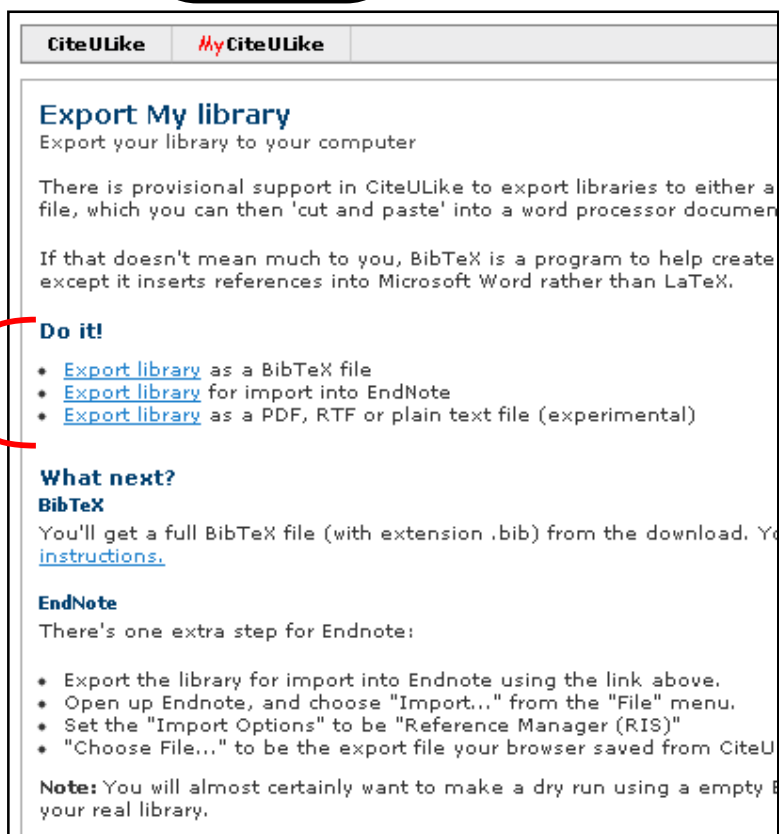 CiteULike MyCiteULike
Export My library
Export your library to your computer
There is provisional support in CiteULike to export libraries to either a
file, which you can then 'cut and paste' into a word processor documen
If that doesn't mean much to you, BibTeX is a program to help create
except it inserts references into Microsoft Word rather than LaTeX.
Do it!
• Export library as a BibTeX file
• Export library for import into EndNote
• Export library as a PDF, RTF or plain text file (experimental)
What next?
BibTeX
You'll get a full BibTeX file (with extension .bib) from the download. Yo
instructions.
EndNote
There's one extra step for Endnote:
• Export the library for import into Endnote using the link above.
• Open up Endnote, and choose "Import..." from the "File" menu.
• Set the "Import Options" to be "Reference Manager (RIS)"
• "Choose File..." to be the export file your browser saved from CiteU
Note: You will almost certainly want to make a dry run using a empty
your real library.